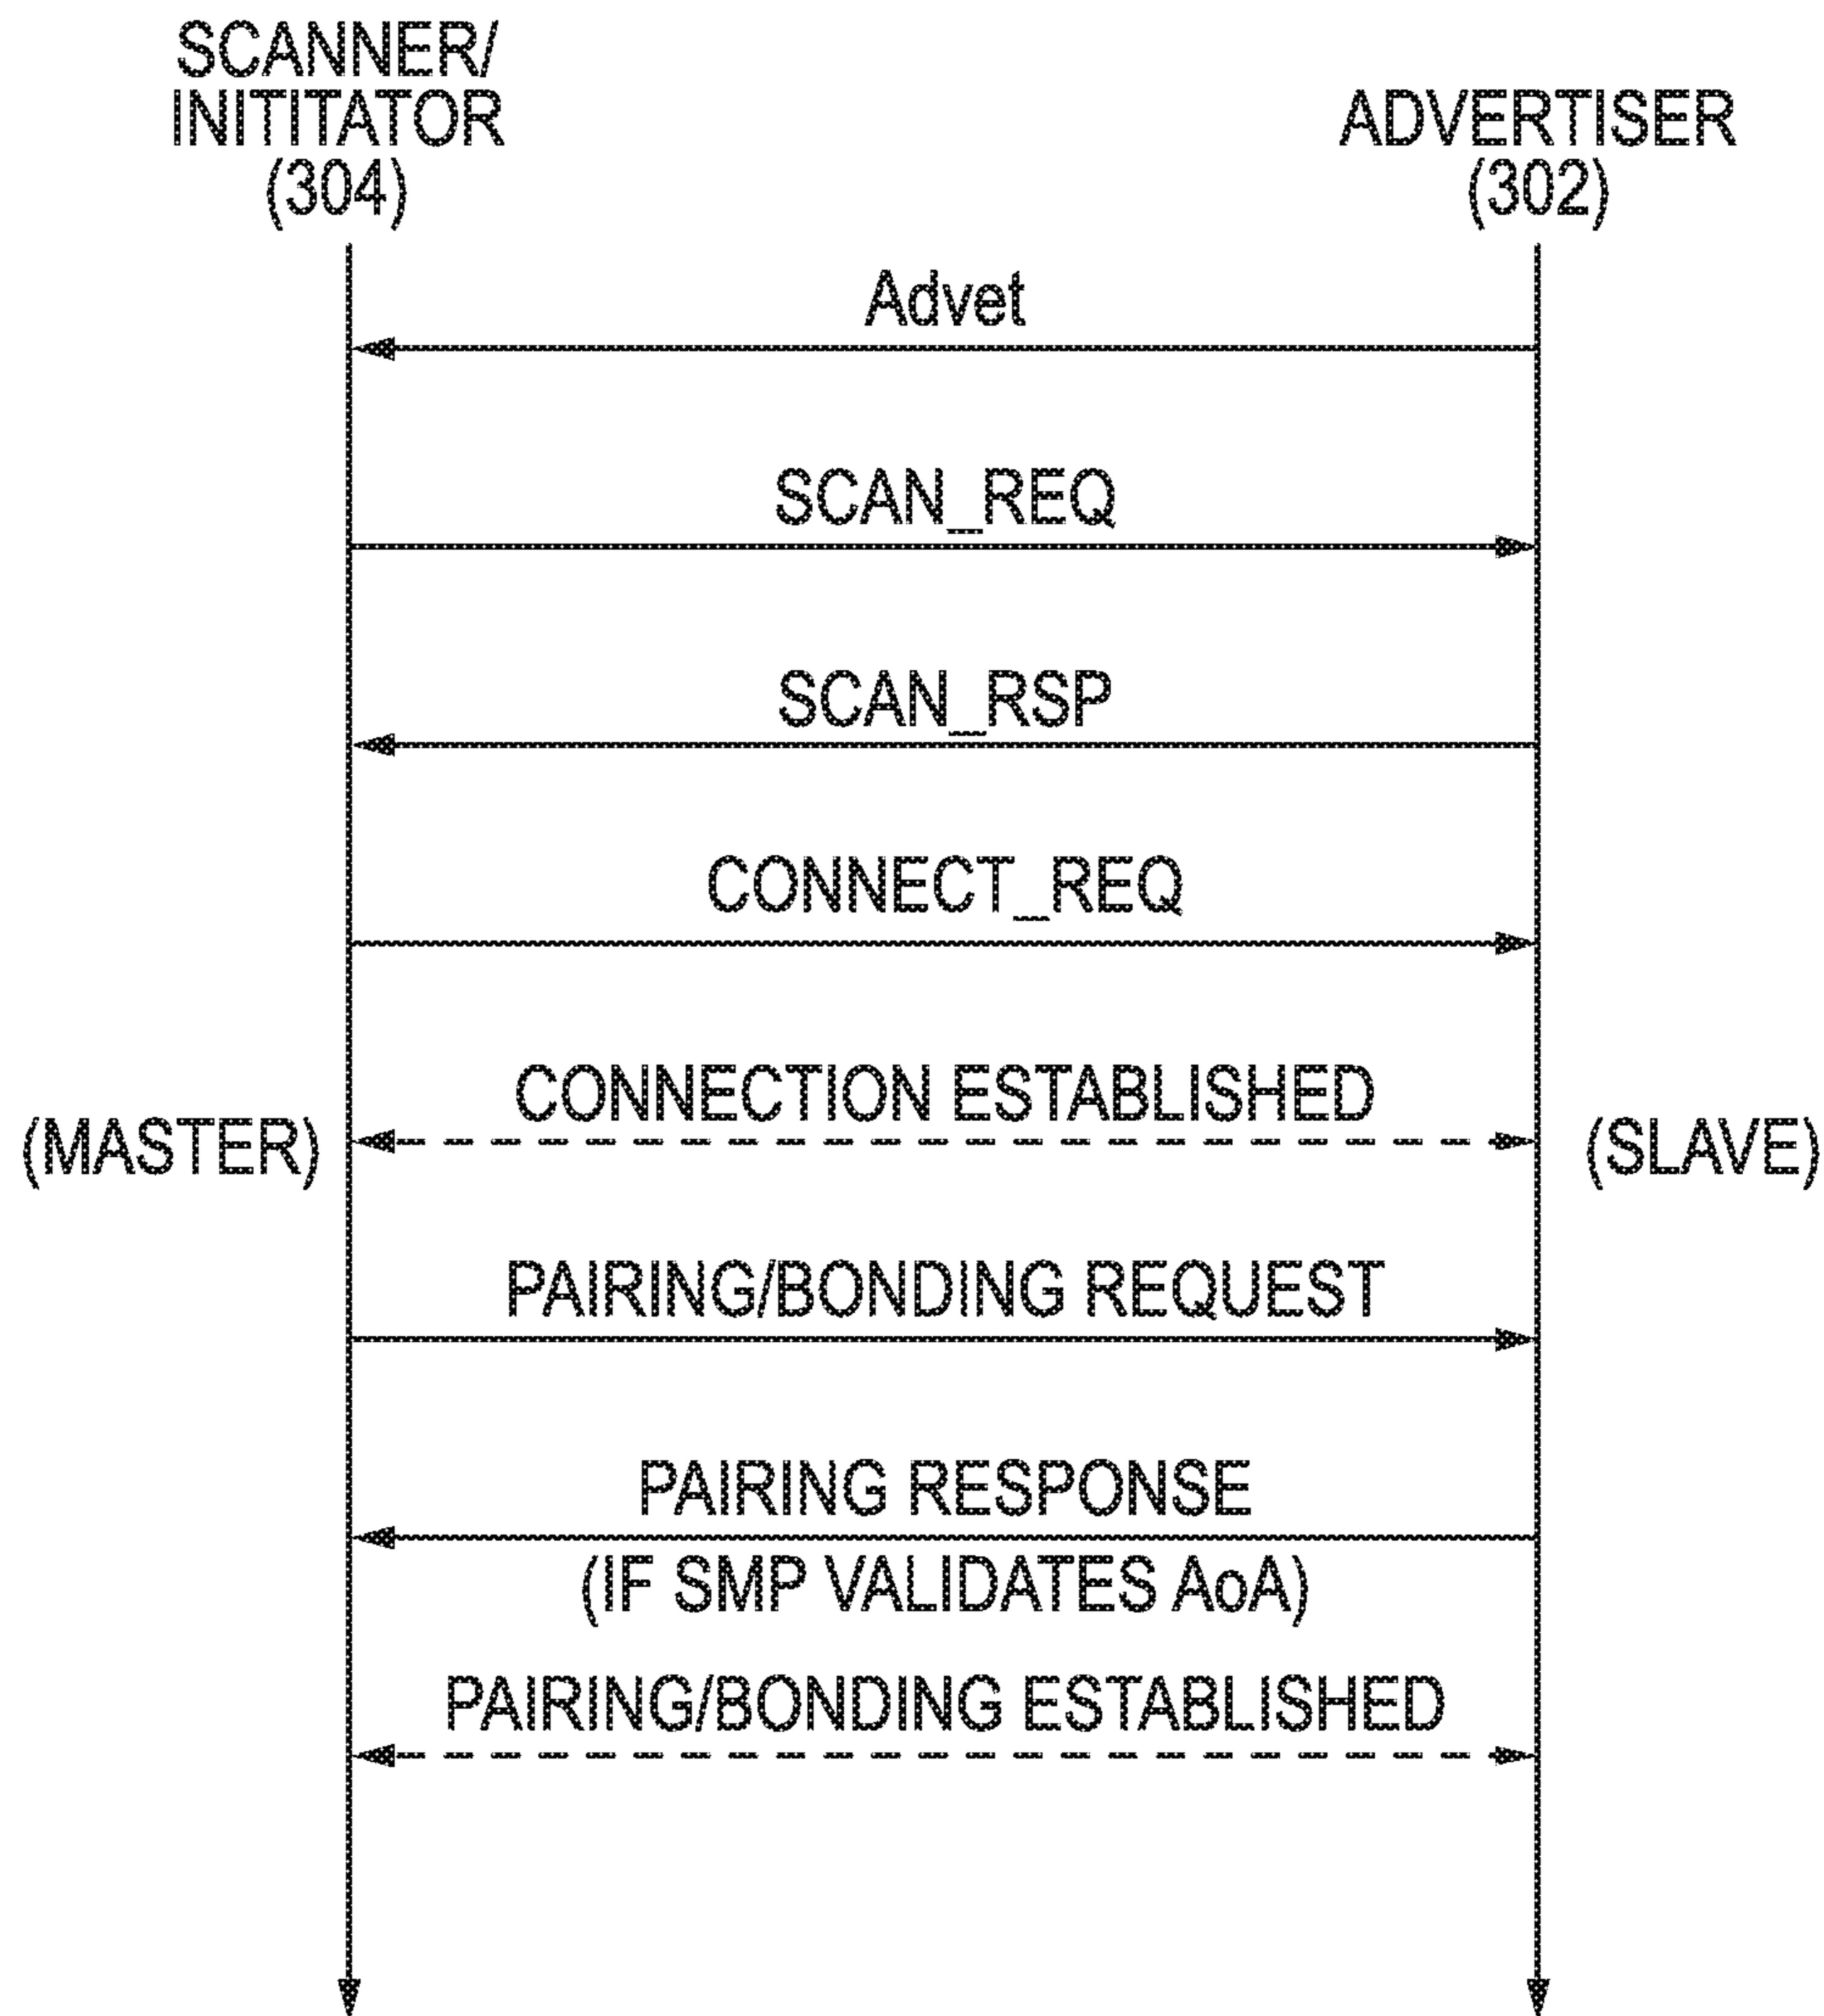 SCANNER/
INITITATOR
(304)
ADVERTISER
(302)
Advet
SCAN_REQ
SCAN_RSP
CONNECT_REQ
CONNECTION ESTABLISHED
(MASTER)
(SLAVE)
PAIRING/BONDING REQUEST
PAIRING RESPONSE
(IF SMP VALIDATES AoA)
PAIRING/BONDING ESTABLISHED